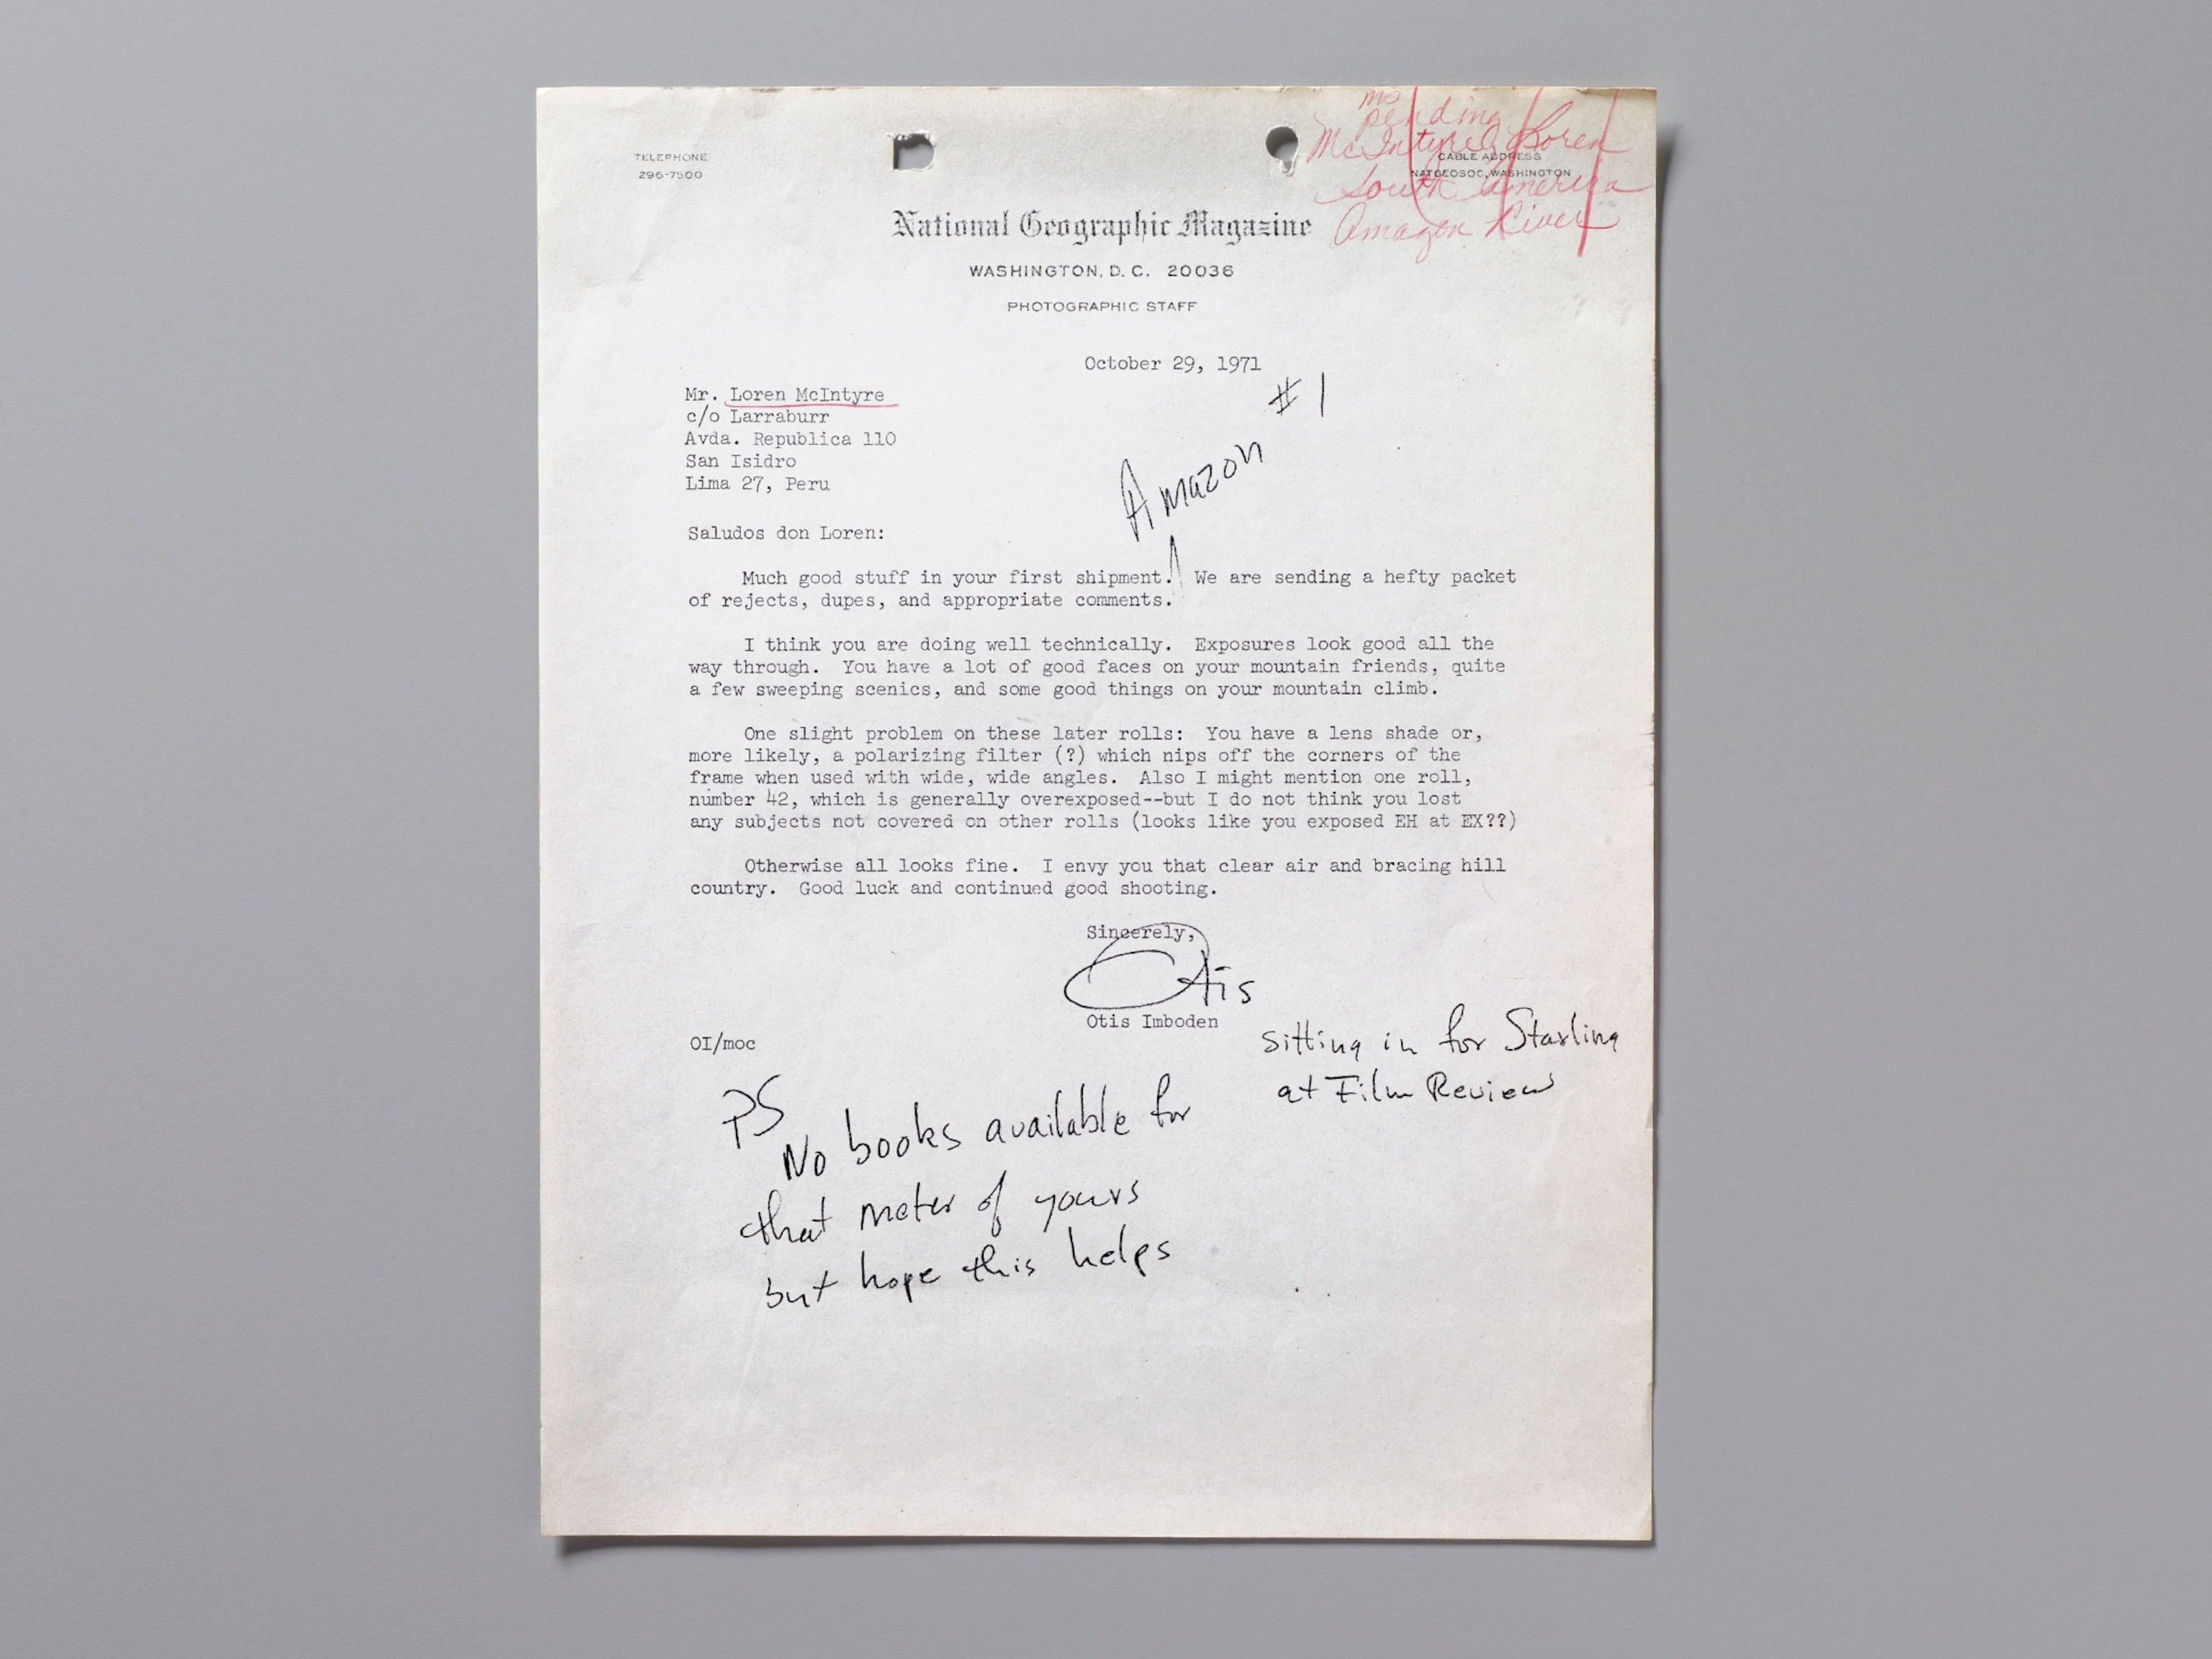 ms
pending
McIntyre, Loren
South America
Amazon River
TELEPHONE
296-7500
CABLE ADDRESS
NATGEOSOC, WASHINGTON
National Geographic Magazine
WASHINGTON, D. C. 20036
PHOTOGRAPHIC STAFF
October 29, 1971
#1
Amazon
Mr. Loren McIntyre
c/o Larraburr
Avda. Republica 110
San Isidro
Lima 27, Peru
Saludos don Loren:
Much good stuff in your first shipment. We are sending a hefty packet
of rejects, dupes, and appropriate comments.
I think you are doing well technically. Exposures look good all the
way through. You have a lot of good faces on your mountain friends, quite
a few sweeping scenics, and some good things on your mountain climb.
One slight problem on these later rolls: You have a lens shade or,
more likely, a polarizing filter (?) which nips off the corners of the
frame when used with wide, wide angles. Also I might mention one roll,
number 42, which is generally overexposed--but I do not think you lost
any subjects not covered on other rolls (looks like you exposed EH at EX??)
Otherwise all looks fine. I envy you that clear air and bracing hill
country. Good luck and continued good shooting.
Sincerely,
Otis
Otis Imboden
sitting in for Starling
at Film Review
OI/moc
PS
No books available for
that meter of yours
but hope this helps